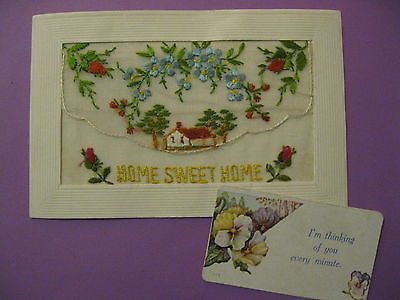 HOME SWEET HOME
I'm thinking
of you
every minute.